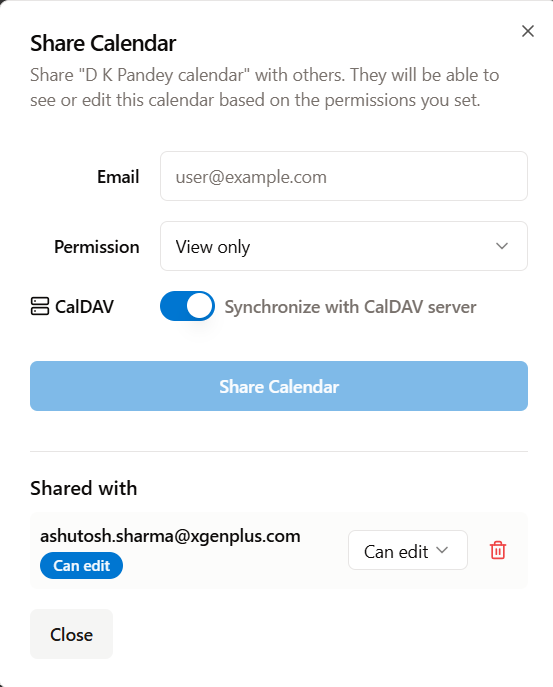 Share Calendar
Share "D K Pandey calendar" with others. They will be able to
see or edit this calendar based on the permissions you set.
Email
user@example.com
Permission
View only
CalDAV
Synchronize with CalDAV server
Share Calendar
Shared with
ashutosh.sharma@xgenplus.com
Can edit
Can edit
Close